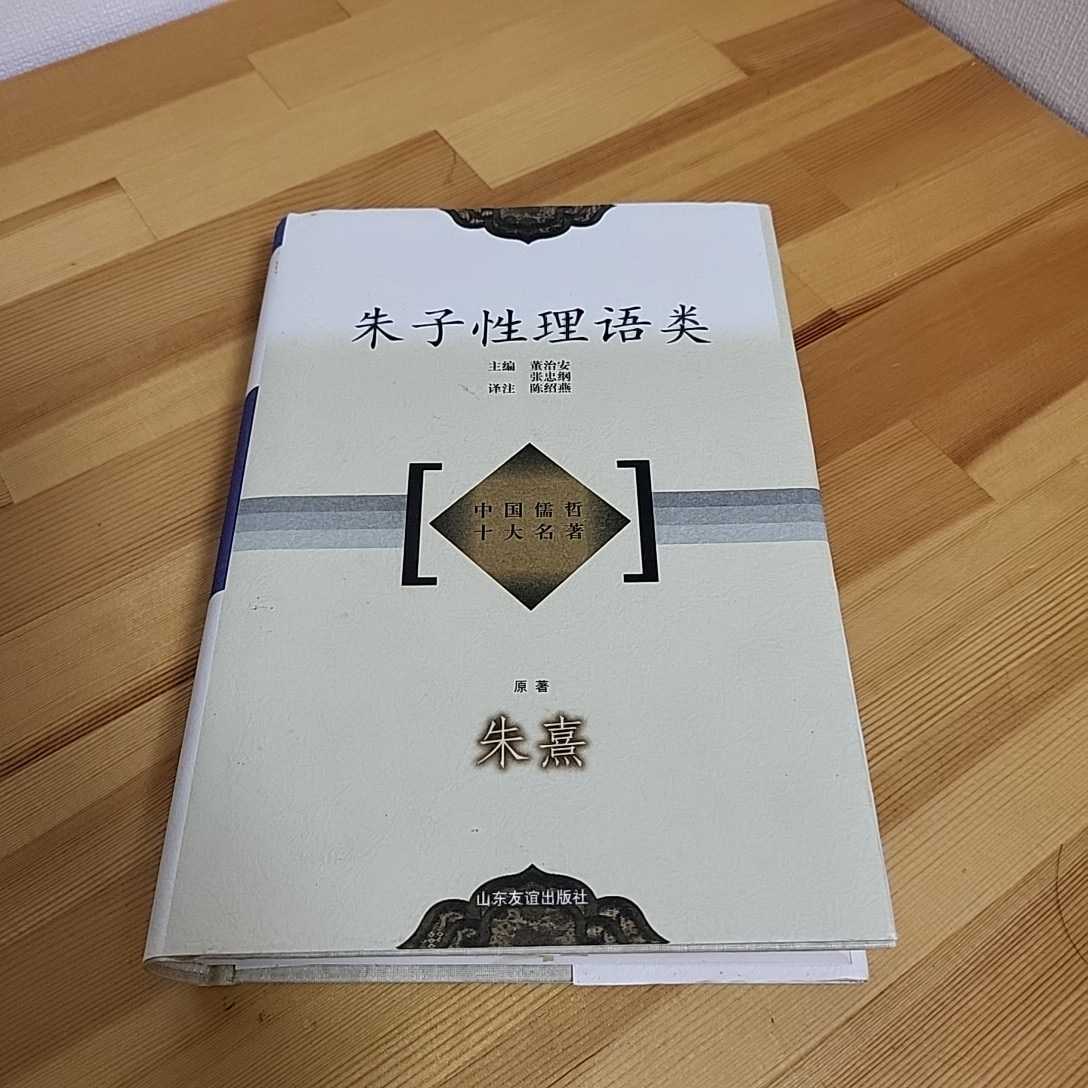 朱子性理语类
主编 董治安
张忠纲
译注 陈绍燕
中国儒哲
十大名著
原著
朱熹
山东友谊出版社